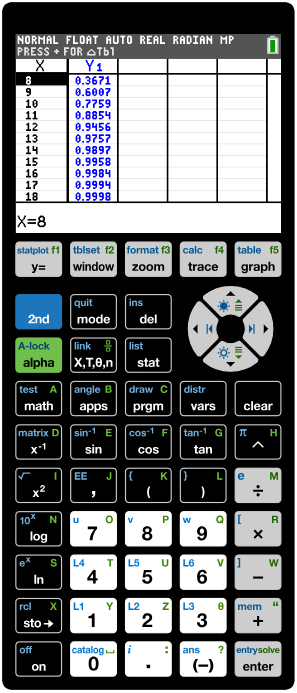 NORMAL FLOAT AUTO REAL RADIAN MP
PRESS + FOR △Tbl
X Y1
8 0.3671
9 0.6007
10 0.7759
11 0.8854
12 0.9456
13 0.9757
14 0.9897
15 0.9958
16 0.9984
17 0.9994
18 0.9998
X=8
statplot f1 tblset f2 format f3 calc f4 table f5
y= window zoom trace graph
quit ins
2nd mode del
A-lock link list
alpha X,T,θ,n stat
test A angle B draw C distr
math apps prgm vars clear
matrix D sin⁻¹ E cos⁻¹ F tan⁻¹ G π H
x⁻¹ sin cos tan ^
√ I EE J { K } L e M
x² , ( ) ÷
10ˣ N u O v P w Q [ R
log 7 8 9 ×
eˣ S L4 T L5 U L6 V ] W
ln 4 5 6 −
rcl X L1 Y L2 Z L3 θ mem “
sto→ 1 2 3 +
off catalog ⎵ i : ans ? entry solve
on 0 . (−) enter